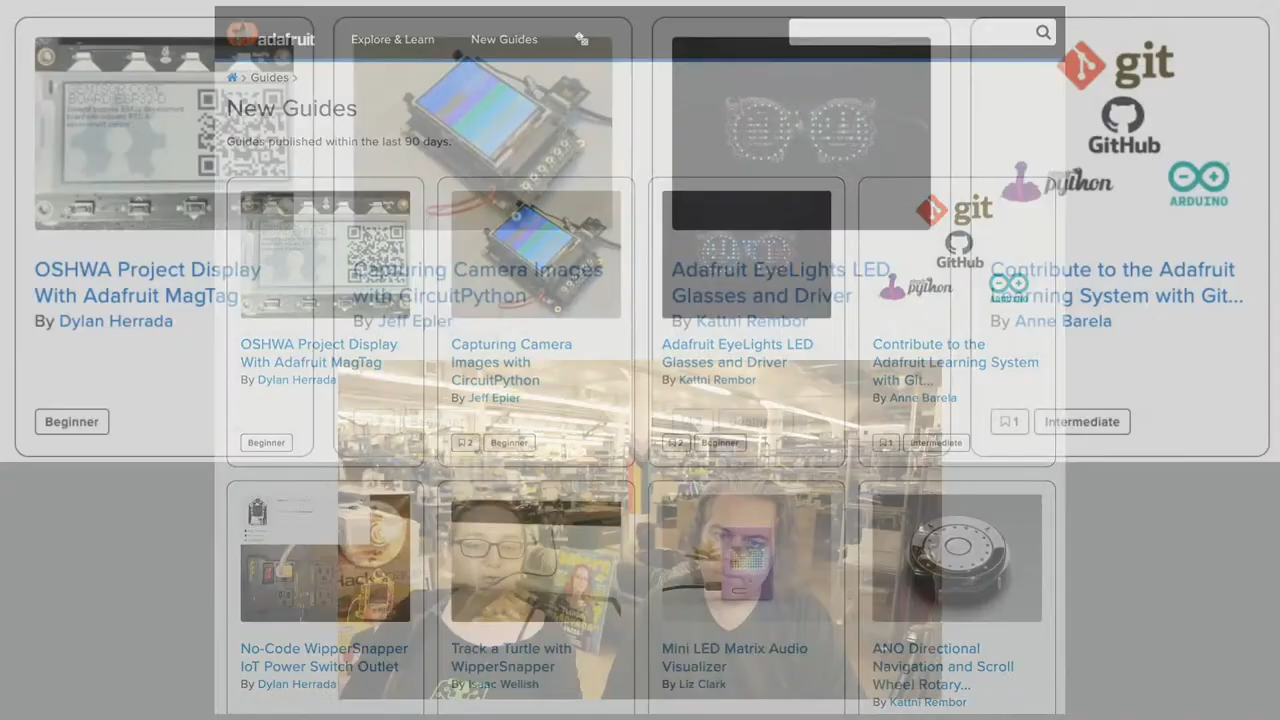 adafruit
Explore & Learn
New Guides
Guides
New Guides
Guides published within the last 90 days.
git
GitHub
python
ARDUINO
OSHWA Project Display
With Adafruit MagTag
By Dylan Herrada
Beginner
Capturing Camera Images
with CircuitPython
By Jeff Epler
Adafruit EyeLights LED
Glasses and Driver
By Kattni Rembor
Contribute to the Adafruit
Learning System with Git...
By Anne Barela
1
Intermediate
git
GitHub
python
OSHWA Project Display
With Adafruit MagTag
By Dylan Herrada
Beginner
Capturing Camera
Images with
CircuitPython
By Jeff Epler
2
Beginner
Adafruit EyeLights LED
Glasses and Driver
By Kattni Rembor
2
Beginner
Contribute to the
Adafruit Learning System
with Git...
By Anne Barela
1
Intermediate
No-Code WipperSnapper
IoT Power Switch Outlet
By Dylan Herrada
Track a Turtle with
WipperSnapper
By Isaac Wellish
Mini LED Matrix Audio
Visualizer
By Liz Clark
ANO Directional
Navigation and Scroll
Wheel Rotary...
By Kattni Rembor